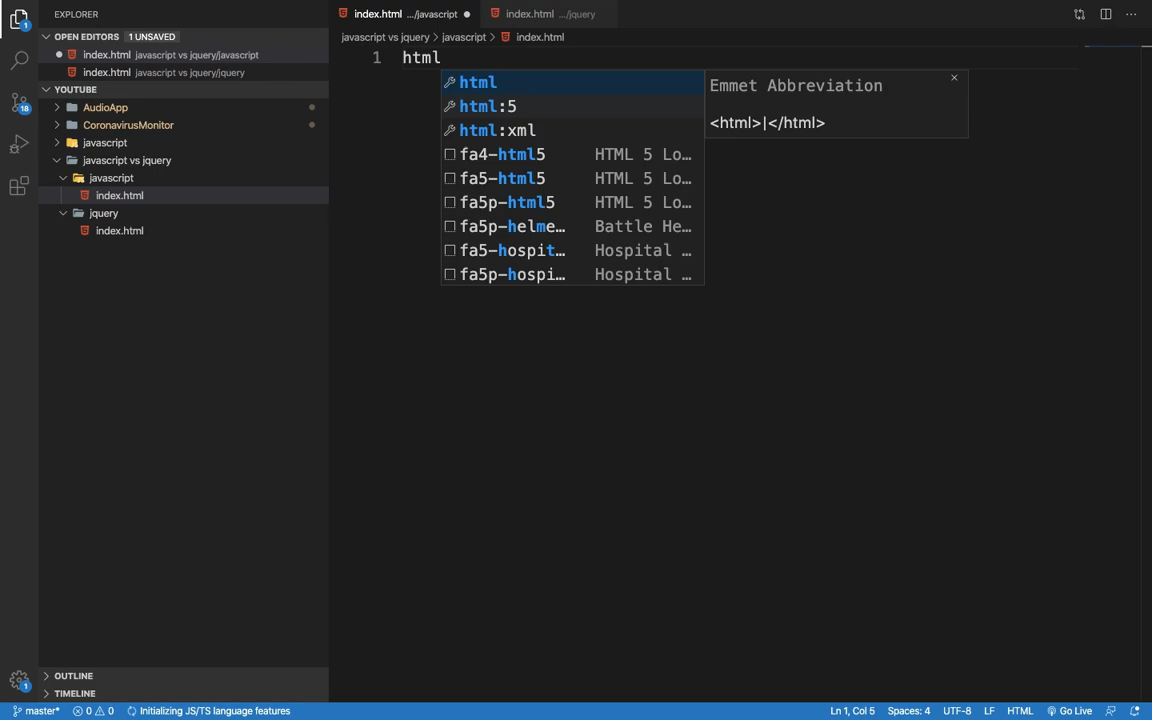 EXPLORER
OPEN EDITORS 1 UNSAVED
index.html javascript vs jquery/javascript
index.html javascript vs jquery/jquery
YOUTUBE
AudioApp
CoronavirusMonitor
javascript
javascript vs jquery
javascript
index.html
jquery
index.html
OUTLINE
TIMELINE
1
18
1
index.html .../javascript
index.html .../jquery
javascript vs jquery > javascript > index.html
1 html
html
html:5
html:xml
fa4-html5 HTML 5 Lo...
fa5-html5 HTML 5 Lo...
fa5p-html5 HTML 5 Lo...
fa5p-helme... Battle He...
fa5-hospit... Hospital ...
fa5p-hospi... Hospital ...
Emmet Abbreviation
<html>|</html>
master* 0 0 Initializing JS/TS language features
Ln 1, Col 5 Spaces: 4 UTF-8 LF HTML Go Live